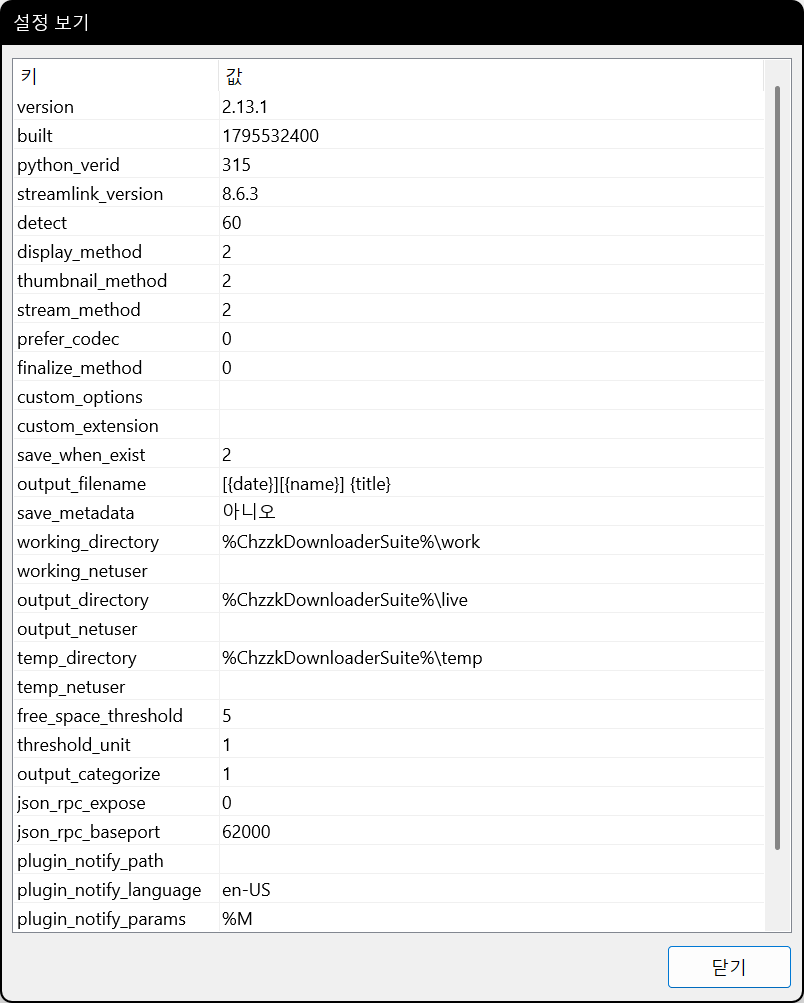 설정 보기
키 값
version 2.13.1
built 1795532400
python_verid 315
streamlink_version 8.6.3
detect 60
display_method 2
thumbnail_method 2
stream_method 2
prefer_codec 0
finalize_method 0
custom_options
custom_extension
save_when_exist 2
output_filename [{date}][{name}] {title}
save_metadata 아니오
working_directory %ChzzkDownloaderSuite%\work
working_netuser
output_directory %ChzzkDownloaderSuite%\live
output_netuser
temp_directory %ChzzkDownloaderSuite%\temp
temp_netuser
free_space_threshold 5
threshold_unit 1
output_categorize 1
json_rpc_expose 0
json_rpc_baseport 62000
plugin_notify_path
plugin_notify_language en-US
plugin_notify_params %M
닫기